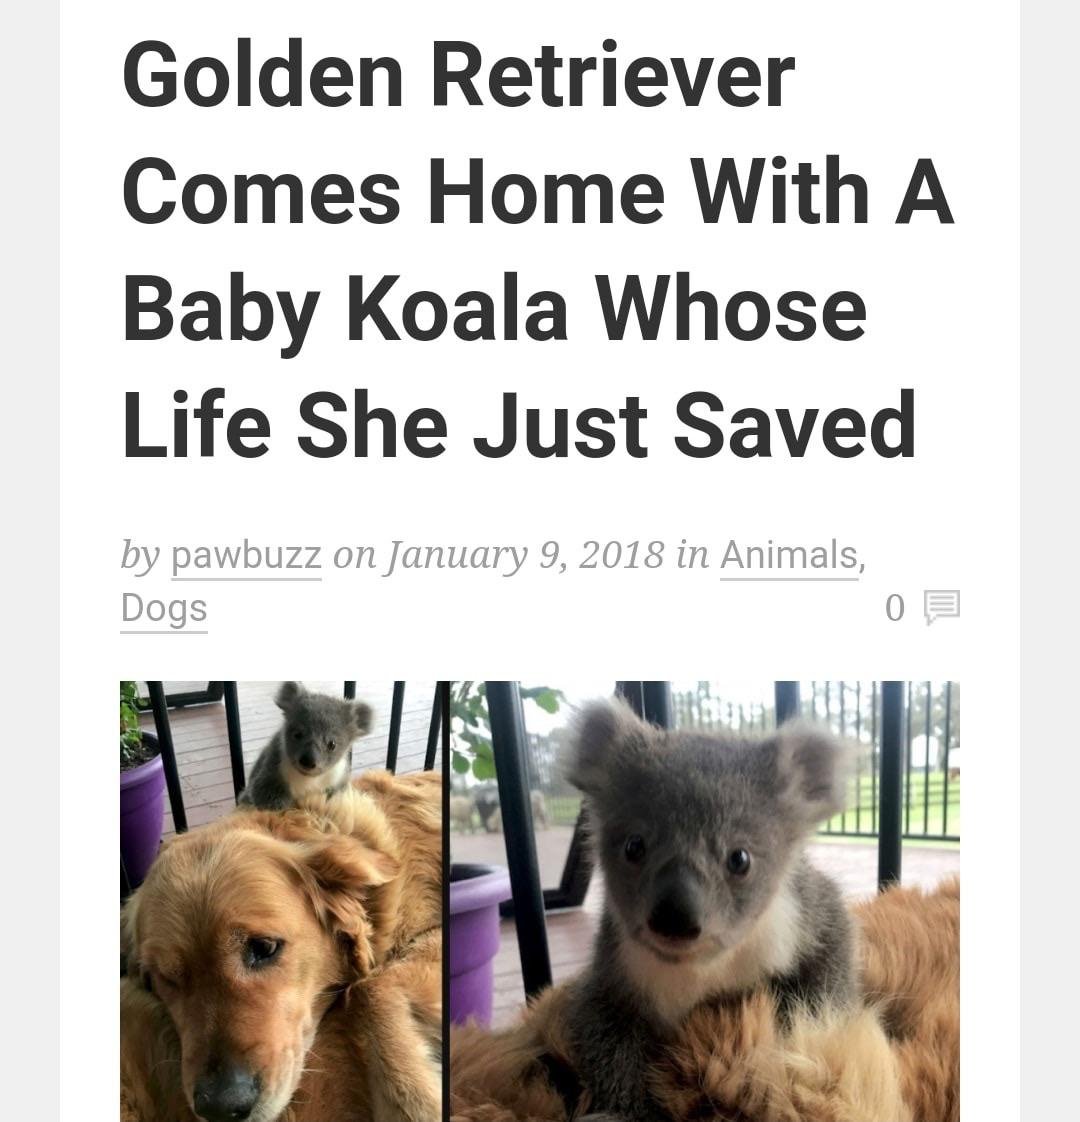 Golden Retriever
Comes Home With A
Baby Koala Whose
Life She Just Saved
by pawbuzz on January 9, 2018 in Animals,
Dogs 0